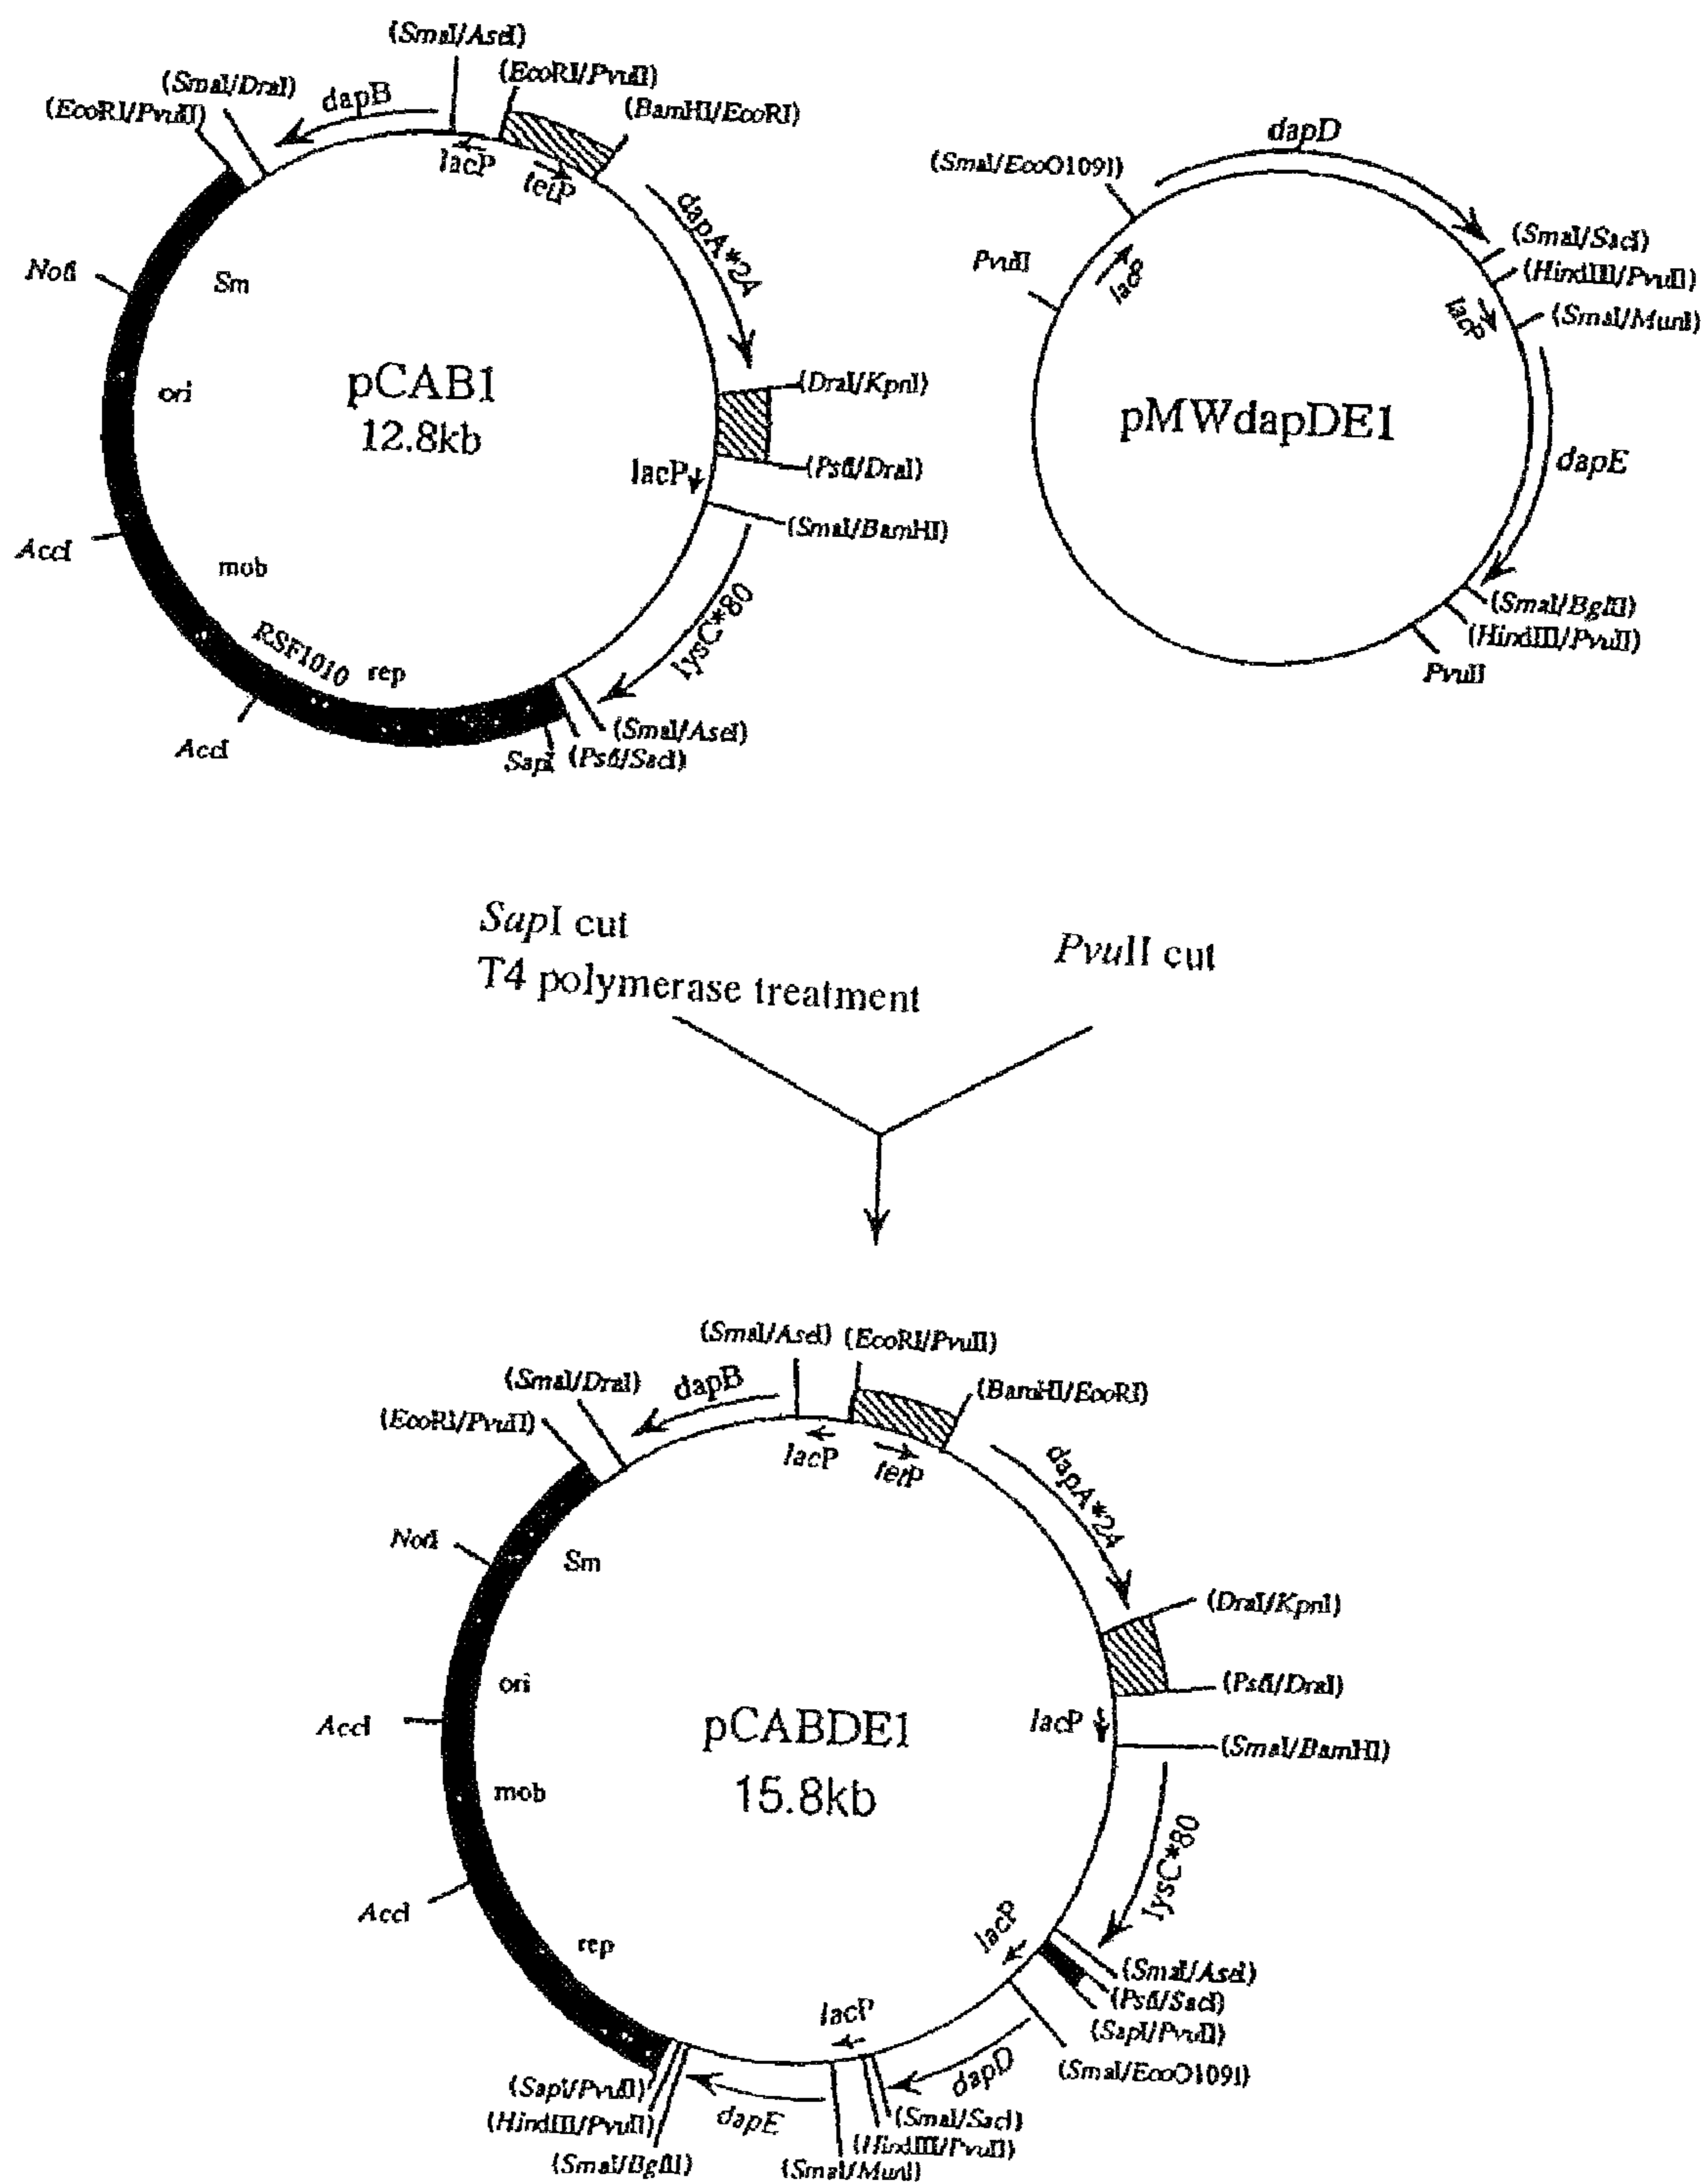 (SmaI/AseI)
(EcoRI/PvuII)
(SmaI/DraI)
dapB
(BamHI/EcoRI)
(EcoRI/PvuII)
lacP
tetP
dapA*24
NotI
Sm
ori
pCAB1
12.8kb
(DraI/KpnI)
(PstI/DraI)
lacP
(SmaI/BamHI)
AccI
mob
lysC*80
RSF1010
rep
AccI
(SmaI/AseI)
SapI
(PstI/SacI)
dapD
(SmaI/EcoO109I)
(SmaI/SacI)
PvuII
(HindIII/PvuII)
lacP
(SmaI/MunI)
pMWdapDE1
dapE
(SmaI/BglII)
(HindIII/PvuII)
PvuII
SapI cut
T4 polymerase treatment
PvuII cut
(SmaI/AseI)
(EcoRI/PvuII)
(SmaI/DraI)
dapB
(BamHI/EcoRI)
(EcoRI/PvuII)
lacP
tetP
dapA*24
NotI
Sm
(DraI/KpnI)
ori
(PstI/DraI)
AccI
pCABDE1
15.8kb
lacP
(SmaI/BamHI)
mob
lysC*80
AccI
rep
lacP
(SmaI/AseI)
(PstI/SacI)
(SapI/PvuII)
lacP
(SmaI/EcoO109I)
dapD
(SapI/PvuII)
(HindIII/PvuII)
dapE
(SmaI/SacI)
(HindIII/PvuII)
(SmaI/BglII)
(SmaI/MunI)